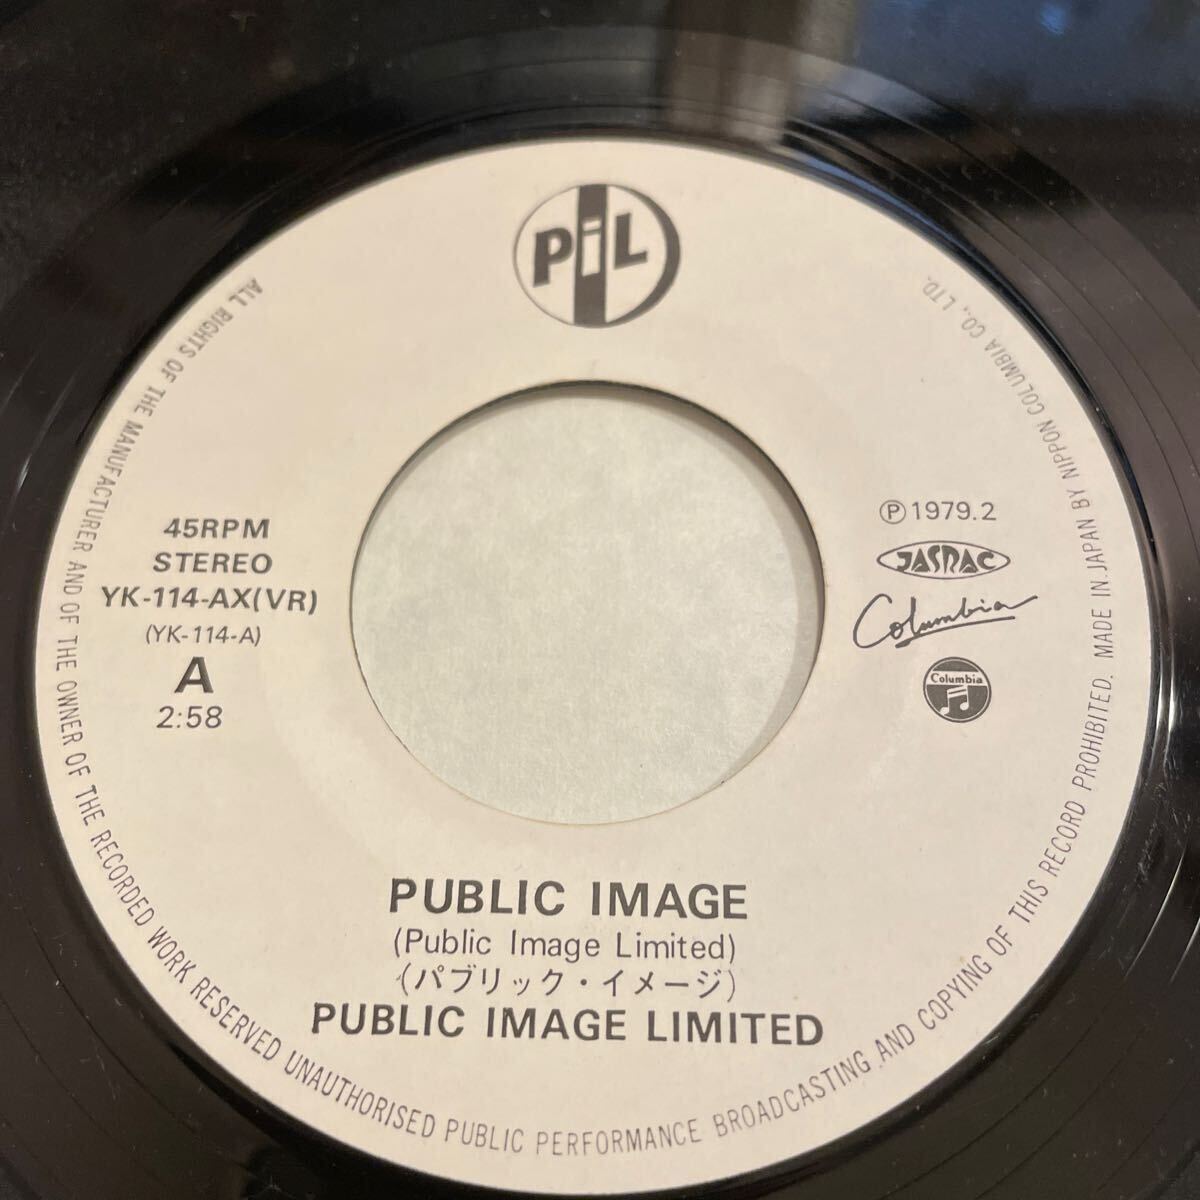 PiL
ALL RIGHTS OF THE MANUFACTURER AND OF THE OWNER OF THE RECORDED WORK RESERVED UNAUTHORISED PUBLIC PERFORMANCE BROADCASTING AND COPYING OF THIS RECORD PROHIBITED. MADE IN JAPAN BY NIPPON COLUMBIA CO., LTD.
45RPM
STEREO
YK-114-AX(VR)
(YK-114-A)
A
2:58
Ⓟ1979.2
JASRAC
Columbia
Columbia
PUBLIC IMAGE
(Public Image Limited)
(パブリック・イメージ)
PUBLIC IMAGE LIMITED